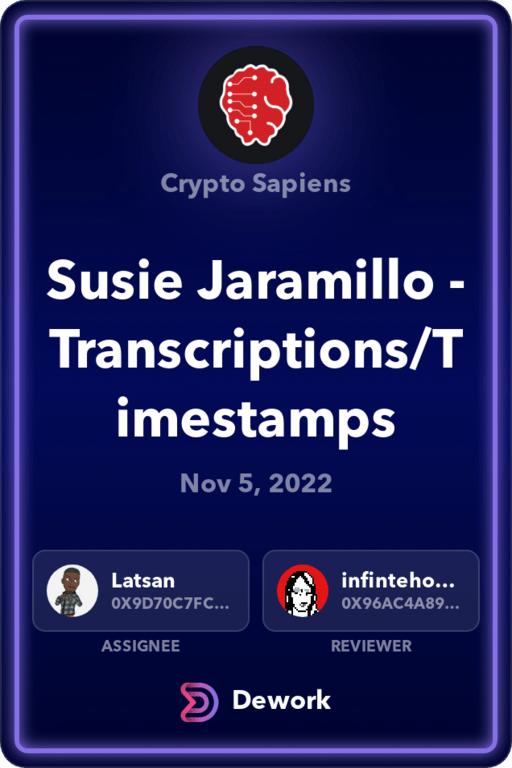 Crypto Sapiens
Susie Jaramillo -
Transcriptions/T
imestamps
Nov 5, 2022
Latsan
0X9D70C7FC...
ASSIGNEE
infinteho...
0X96AC4A89...
REVIEWER
Dework